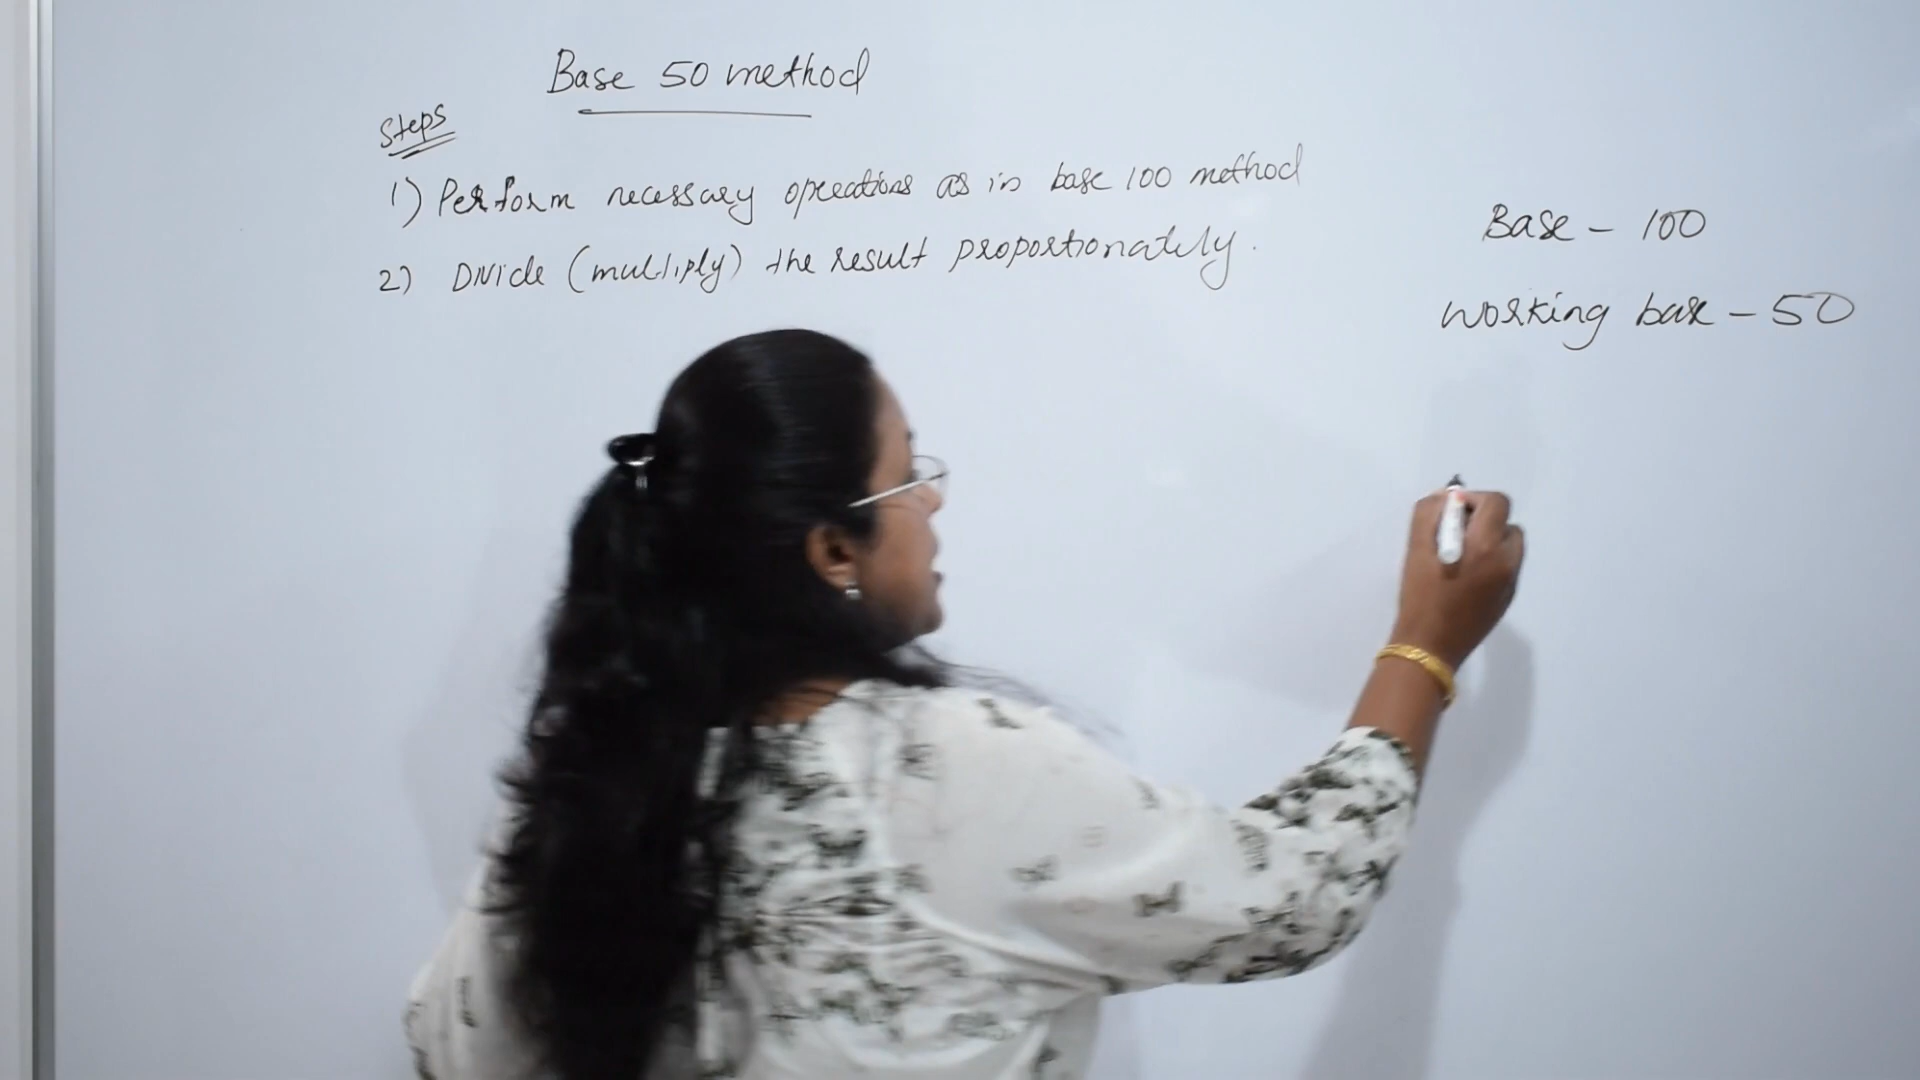 Base 50 method
Steps
1) Perform necessary operations as in base 100 method
2) Divide (multiply) the result proportionately.
Base - 100
Working base - 50